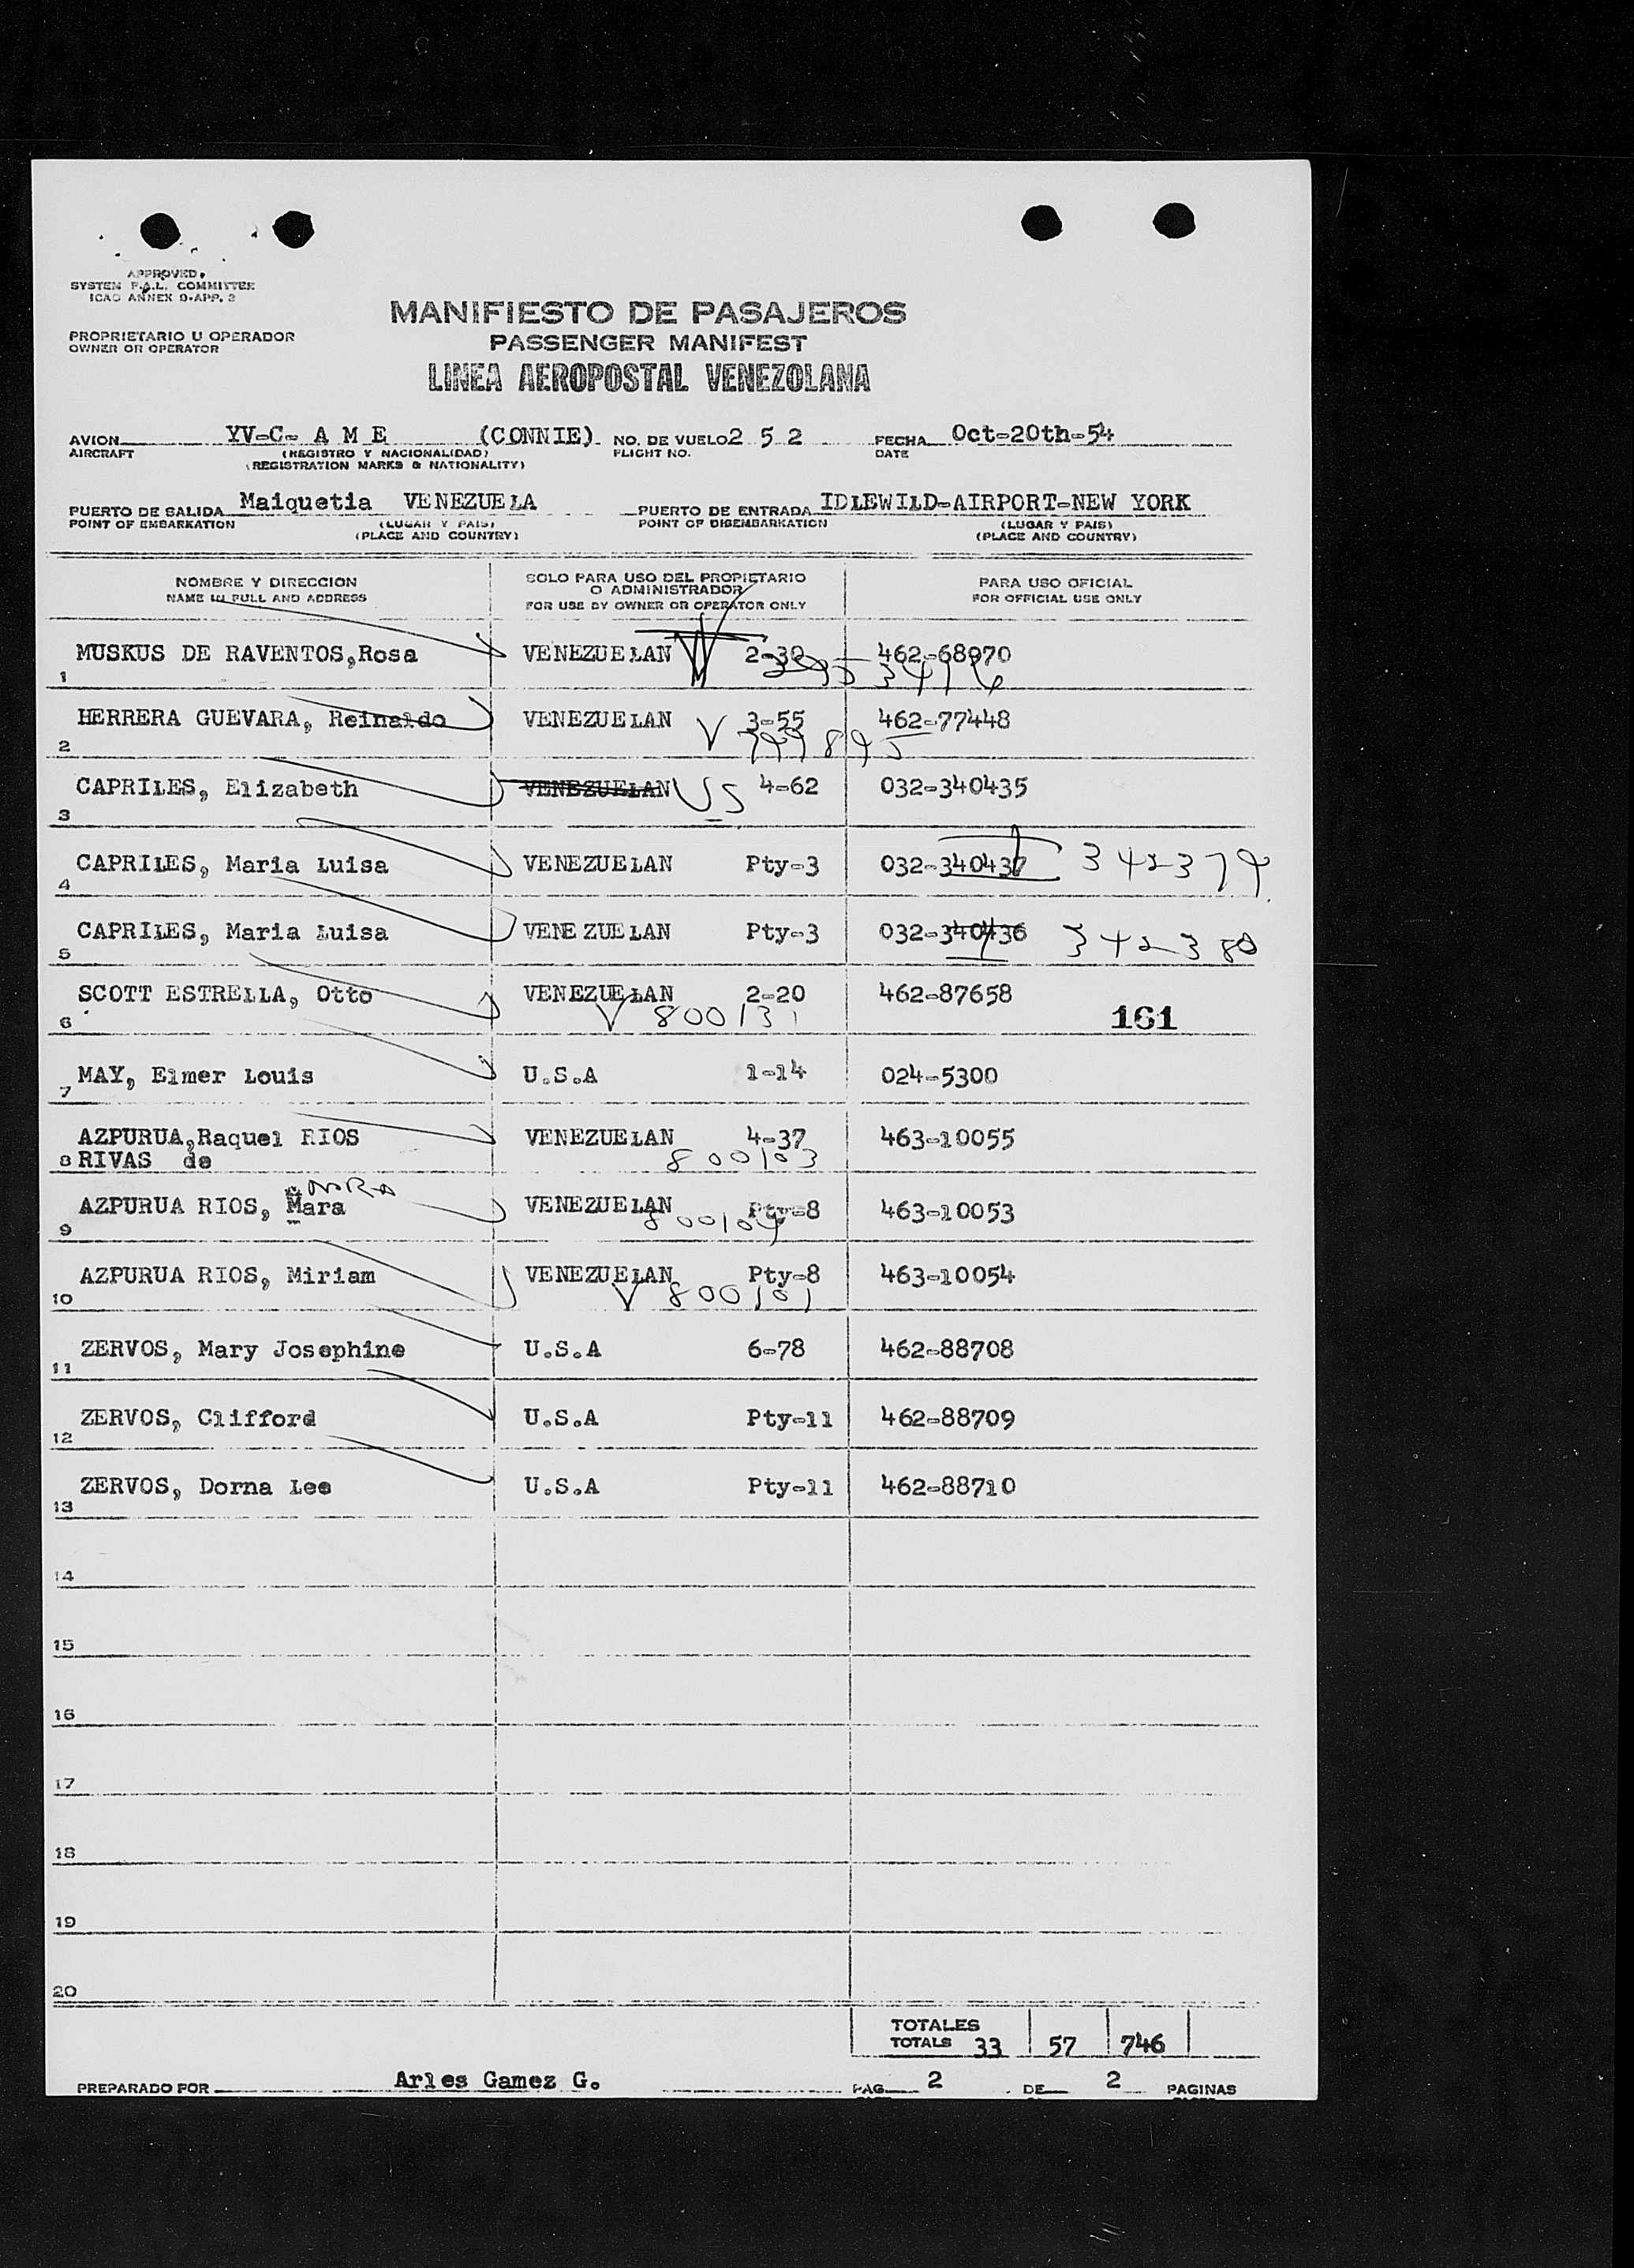 APPROVED.
SYSTEM F.A.L. COMMITTEE
ICAO ANNEX 9-APP. 2
PROPRIETARIO U OPERADOR
OWNER OR OPERATOR
MANIFIESTO DE PASAJEROS
PASSENGER MANIFEST
LINEA AEROPOSTAL VENEZOLANA
AVION YV-C- A M E (CONNIE) NO. DE VUELO 2 5 2 FECHA Oct-20th-54
AIRCRAFT (REGISTRO Y NACIONALIDAD) FLIGHT NO. DATE
(REGISTRATION MARKS & NATIONALITY)
PUERTO DE SALIDA Maiquetia VENEZUELA PUERTO DE ENTRADA IDLEWILD-AIRPORT-NEW YORK
POINT OF EMBARKATION (LUGAR Y PAIS) POINT OF DISEMBARKATION (LUGAR Y PAIS)
(PLACE AND COUNTRY) (PLACE AND COUNTRY)
NOMBRE Y DIRECCION SOLO PARA USO DEL PROPIETARIO O ADMINISTRADOR PARA USO OFICIAL
NAME IN FULL AND ADDRESS FOR USE BY OWNER OR OPERATOR ONLY FOR OFFICIAL USE ONLY
1 MUSKUS DE RAVENTOS,Rosa VENEZUELAN 2-30 462-68970
2 HERRERA GUEVARA, Reinaldo VENEZUELAN 3-55 462-77448
V 799895
3 CAPRILES, Elizabeth VENEZUELAN US 4-62 032-340435
4 CAPRILES, Maria Luisa VENEZUELAN Pty-3 032-340437 342379
5 CAPRILES, Maria Luisa VENEZUELAN Pty-3 032-340436 342380
6 SCOTT ESTRELLA, Otto VENEZUELAN 2-20 462-87658
V 800131 161
7 MAY, Elmer Louis U.S.A 1-14 024-5300
8 AZPURUA,Raquel RIOS VENEZUELAN 4-37 463-10055
RIVAS de 800103
9 AZPURUA RIOS, Mara VENEZUELAN Pty-8 463-10053
800104
10 AZPURUA RIOS, Miriam VENEZUELAN Pty-8 463-10054
V 800101
11 ZERVOS, Mary Josephine U.S.A 6-78 462-88708
12 ZERVOS, Clifford U.S.A Pty-11 462-88709
13 ZERVOS, Dorna Lee U.S.A Pty-11 462-88710
14
15
16
17
18
19
20
TOTALES
TOTALS 33 57 746
PREPARADO POR Arles Gamez G. PAG. 2 DE 2 PAGINAS